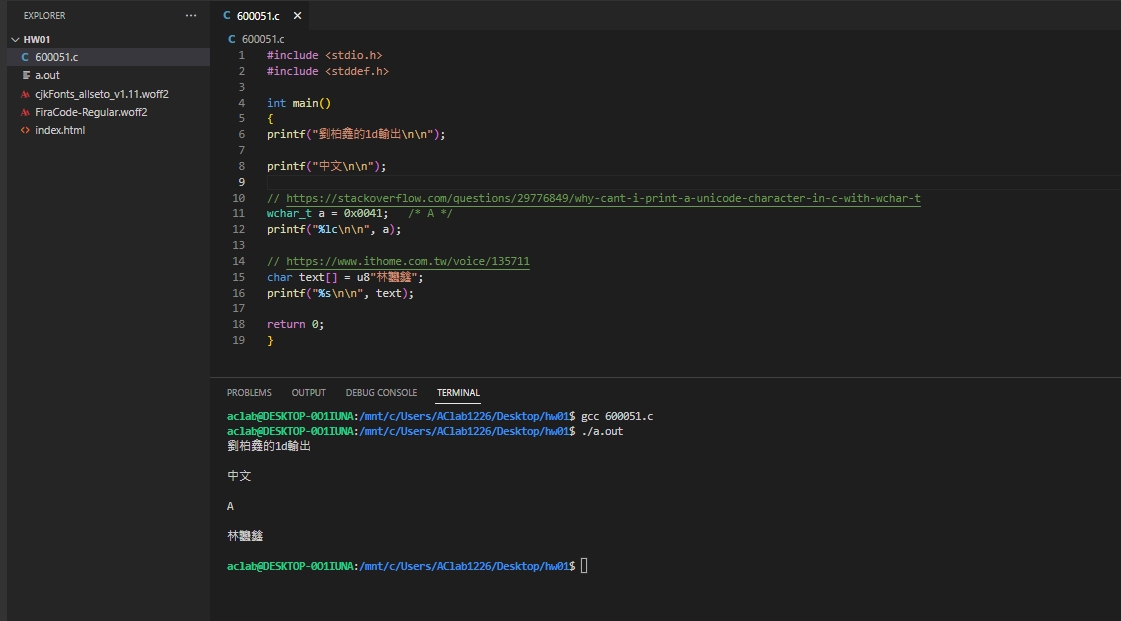 EXPLORER ...
600051.c
HW01
600051.c
600051.c
a.out
cjkFonts_allseto_v1.11.woff2
FiraCode-Regular.woff2
index.html
1 #include <stdio.h>
2 #include <stddef.h>
3
4 int main()
5 {
6 printf("劉柏鑫的1d輸出\n\n");
7
8 printf("中文\n\n");
9
10 // https://stackoverflow.com/questions/29776849/why-cant-i-print-a-unicode-character-in-c-with-wchar-t
11 wchar_t a = 0x0041; /* A */
12 printf("%lc\n\n", a);
13
14 // https://www.ithome.com.tw/voice/135711
15 char text[] = u8"林鑫";
16 printf("%s\n\n", text);
17
18 return 0;
19 }
PROBLEMS OUTPUT DEBUG CONSOLE TERMINAL
aclab@DESKTOP-0O1IUNA:/mnt/c/Users/AClab1226/Desktop/hw01$ gcc 600051.c
aclab@DESKTOP-0O1IUNA:/mnt/c/Users/AClab1226/Desktop/hw01$ ./a.out
劉柏鑫的1d輸出
中文
A
林鑫
aclab@DESKTOP-0O1IUNA:/mnt/c/Users/AClab1226/Desktop/hw01$